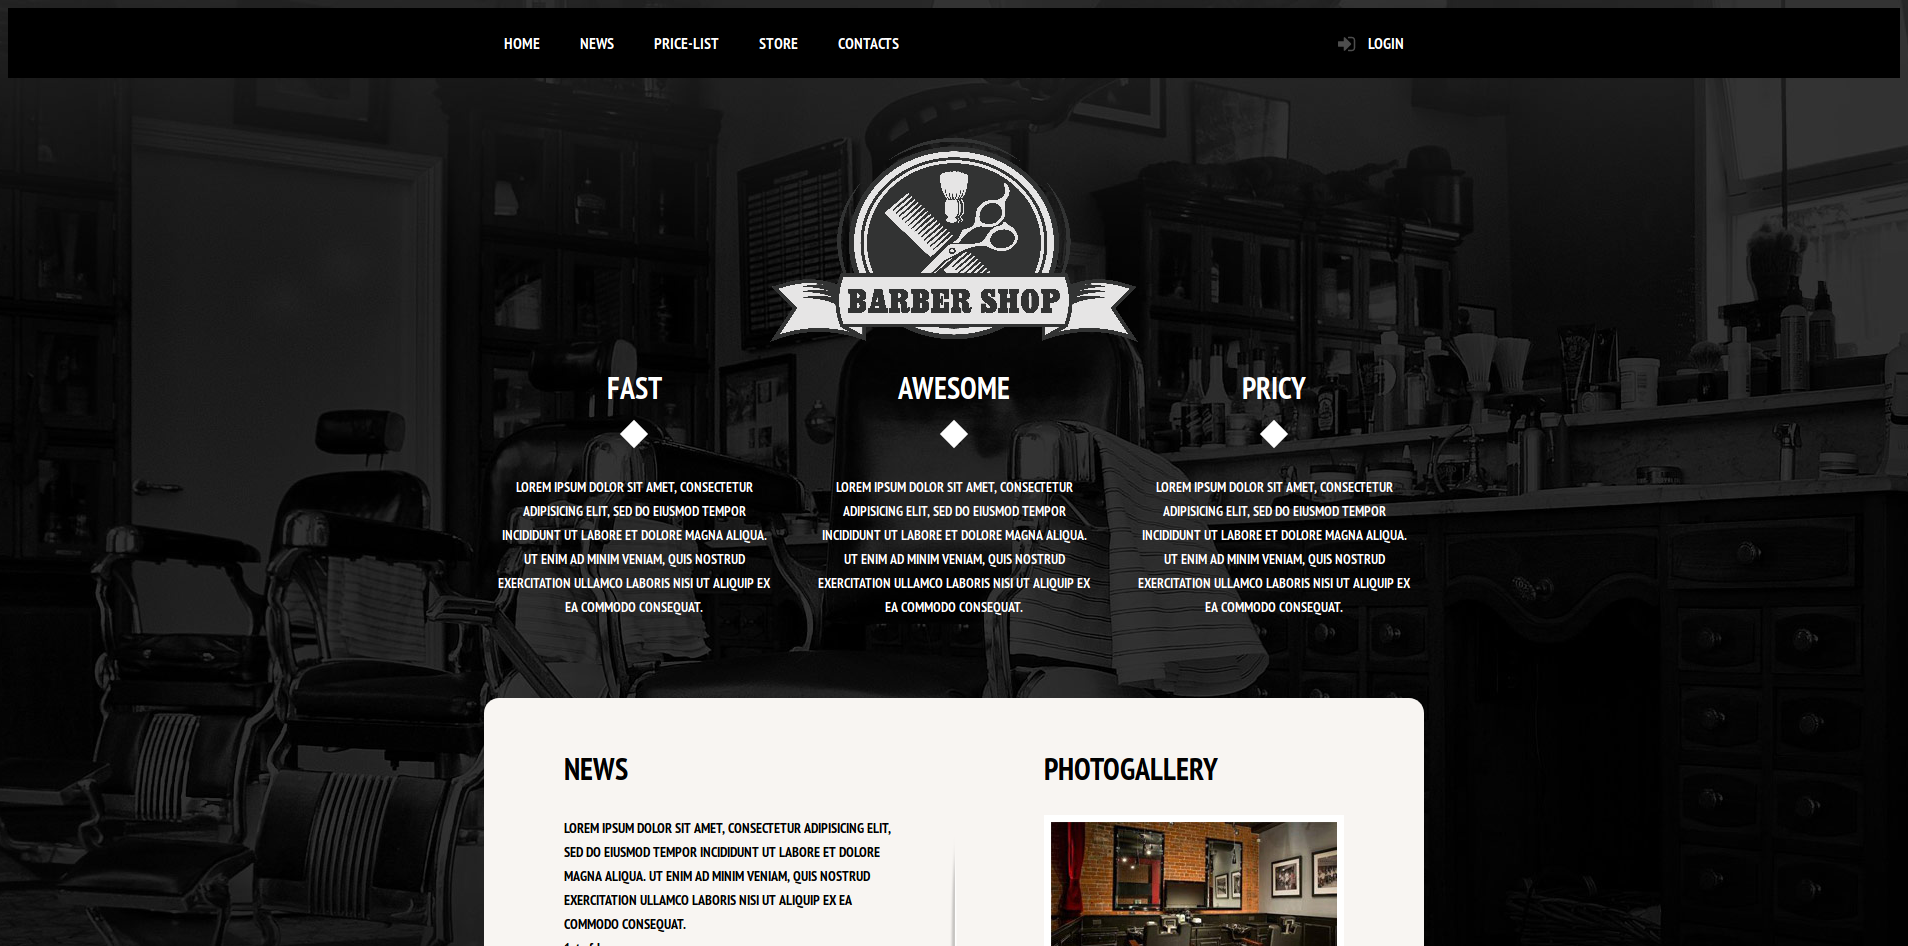 HOME NEWS PRICE-LIST STORE CONTACTS LOGIN
BARBER SHOP
FAST
LOREM IPSUM DOLOR SIT AMET, CONSECTETUR
ADIPISICING ELIT, SED DO EIUSMOD TEMPOR
INCIDIDUNT UT LABORE ET DOLORE MAGNA ALIQUA.
UT ENIM AD MINIM VENIAM, QUIS NOSTRUD
EXERCITATION ULLAMCO LABORIS NISI UT ALIQUIP EX
EA COMMODO CONSEQUAT.
AWESOME
LOREM IPSUM DOLOR SIT AMET, CONSECTETUR
ADIPISICING ELIT, SED DO EIUSMOD TEMPOR
INCIDIDUNT UT LABORE ET DOLORE MAGNA ALIQUA.
UT ENIM AD MINIM VENIAM, QUIS NOSTRUD
EXERCITATION ULLAMCO LABORIS NISI UT ALIQUIP EX
EA COMMODO CONSEQUAT.
PRICY
LOREM IPSUM DOLOR SIT AMET, CONSECTETUR
ADIPISICING ELIT, SED DO EIUSMOD TEMPOR
INCIDIDUNT UT LABORE ET DOLORE MAGNA ALIQUA.
UT ENIM AD MINIM VENIAM, QUIS NOSTRUD
EXERCITATION ULLAMCO LABORIS NISI UT ALIQUIP EX
EA COMMODO CONSEQUAT.
NEWS
LOREM IPSUM DOLOR SIT AMET, CONSECTETUR ADIPISICING ELIT,
SED DO EIUSMOD TEMPOR INCIDIDUNT UT LABORE ET DOLORE
MAGNA ALIQUA. UT ENIM AD MINIM VENIAM, QUIS NOSTRUD
EXERCITATION ULLAMCO LABORIS NISI UT ALIQUIP EX EA
COMMODO CONSEQUAT.
PHOTOGALLERY